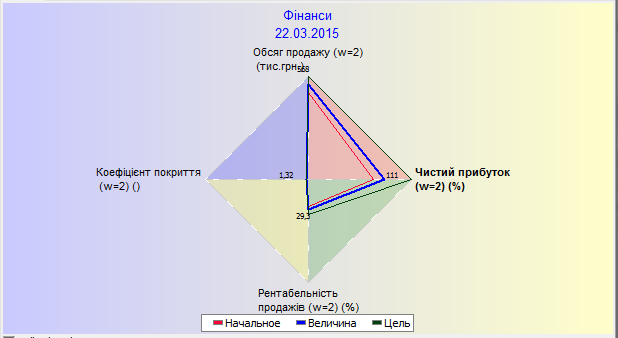 Фінанси
22.03.2015
Обсяг продажу (w=2)
(тис.грн.)
568
Коефіцієнт покриття
(w=2) ()
1,32
111
Чистий прибуток
(w=2) (%)
29,3
Рентабельність
продажів (w=2) (%)
Начальное Величина Цель